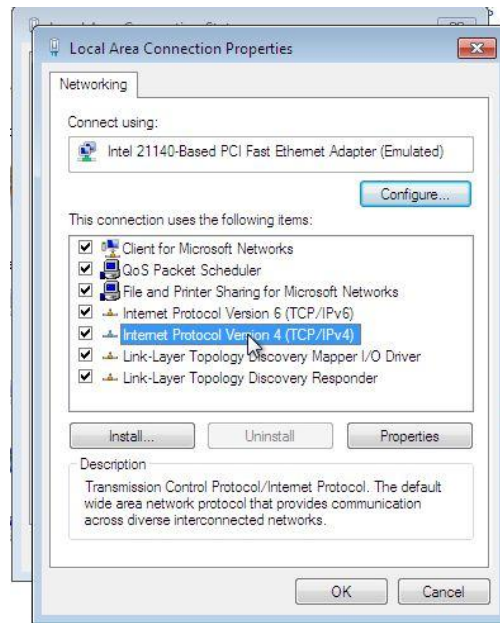 Local Area Connection Properties
Networking
Connect using:
Intel 21140-Based PCI Fast Ethernet Adapter (Emulated)
Configure...
This connection uses the following items:
Client for Microsoft Networks
QoS Packet Scheduler
File and Printer Sharing for Microsoft Networks
Internet Protocol Version 6 (TCP/IPv6)
Internet Protocol Version 4 (TCP/IPv4)
Link-Layer Topology Discovery Mapper I/O Driver
Link-Layer Topology Discovery Responder
Install...
Uninstall
Properties
Description
Transmission Control Protocol/Internet Protocol. The default
wide area network protocol that provides communication
across diverse interconnected networks.
OK
Cancel